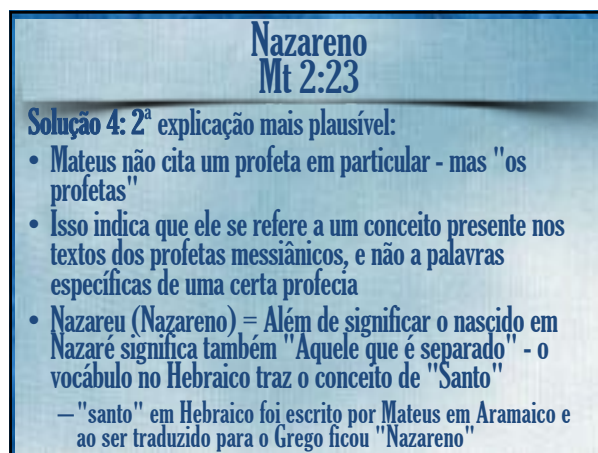 Nazareno
Mt 2:23
Solução 4: 2ª explicação mais plausível:
• Mateus não cita um profeta em particular - mas "os
profetas"
• Isso indica que ele se refere a um conceito presente nos
textos dos profetas messiânicos, e não a palavras
específicas de uma certa profecia
• Nazareu (Nazareno) = Além de significar o nascido em
Nazaré significa também "Aquele que é separado" - o
vocábulo no Hebraico traz o conceito de "Santo"
– "santo" em Hebraico foi escrito por Mateus em Aramaico e
ao ser traduzido para o Grego ficou "Nazareno"